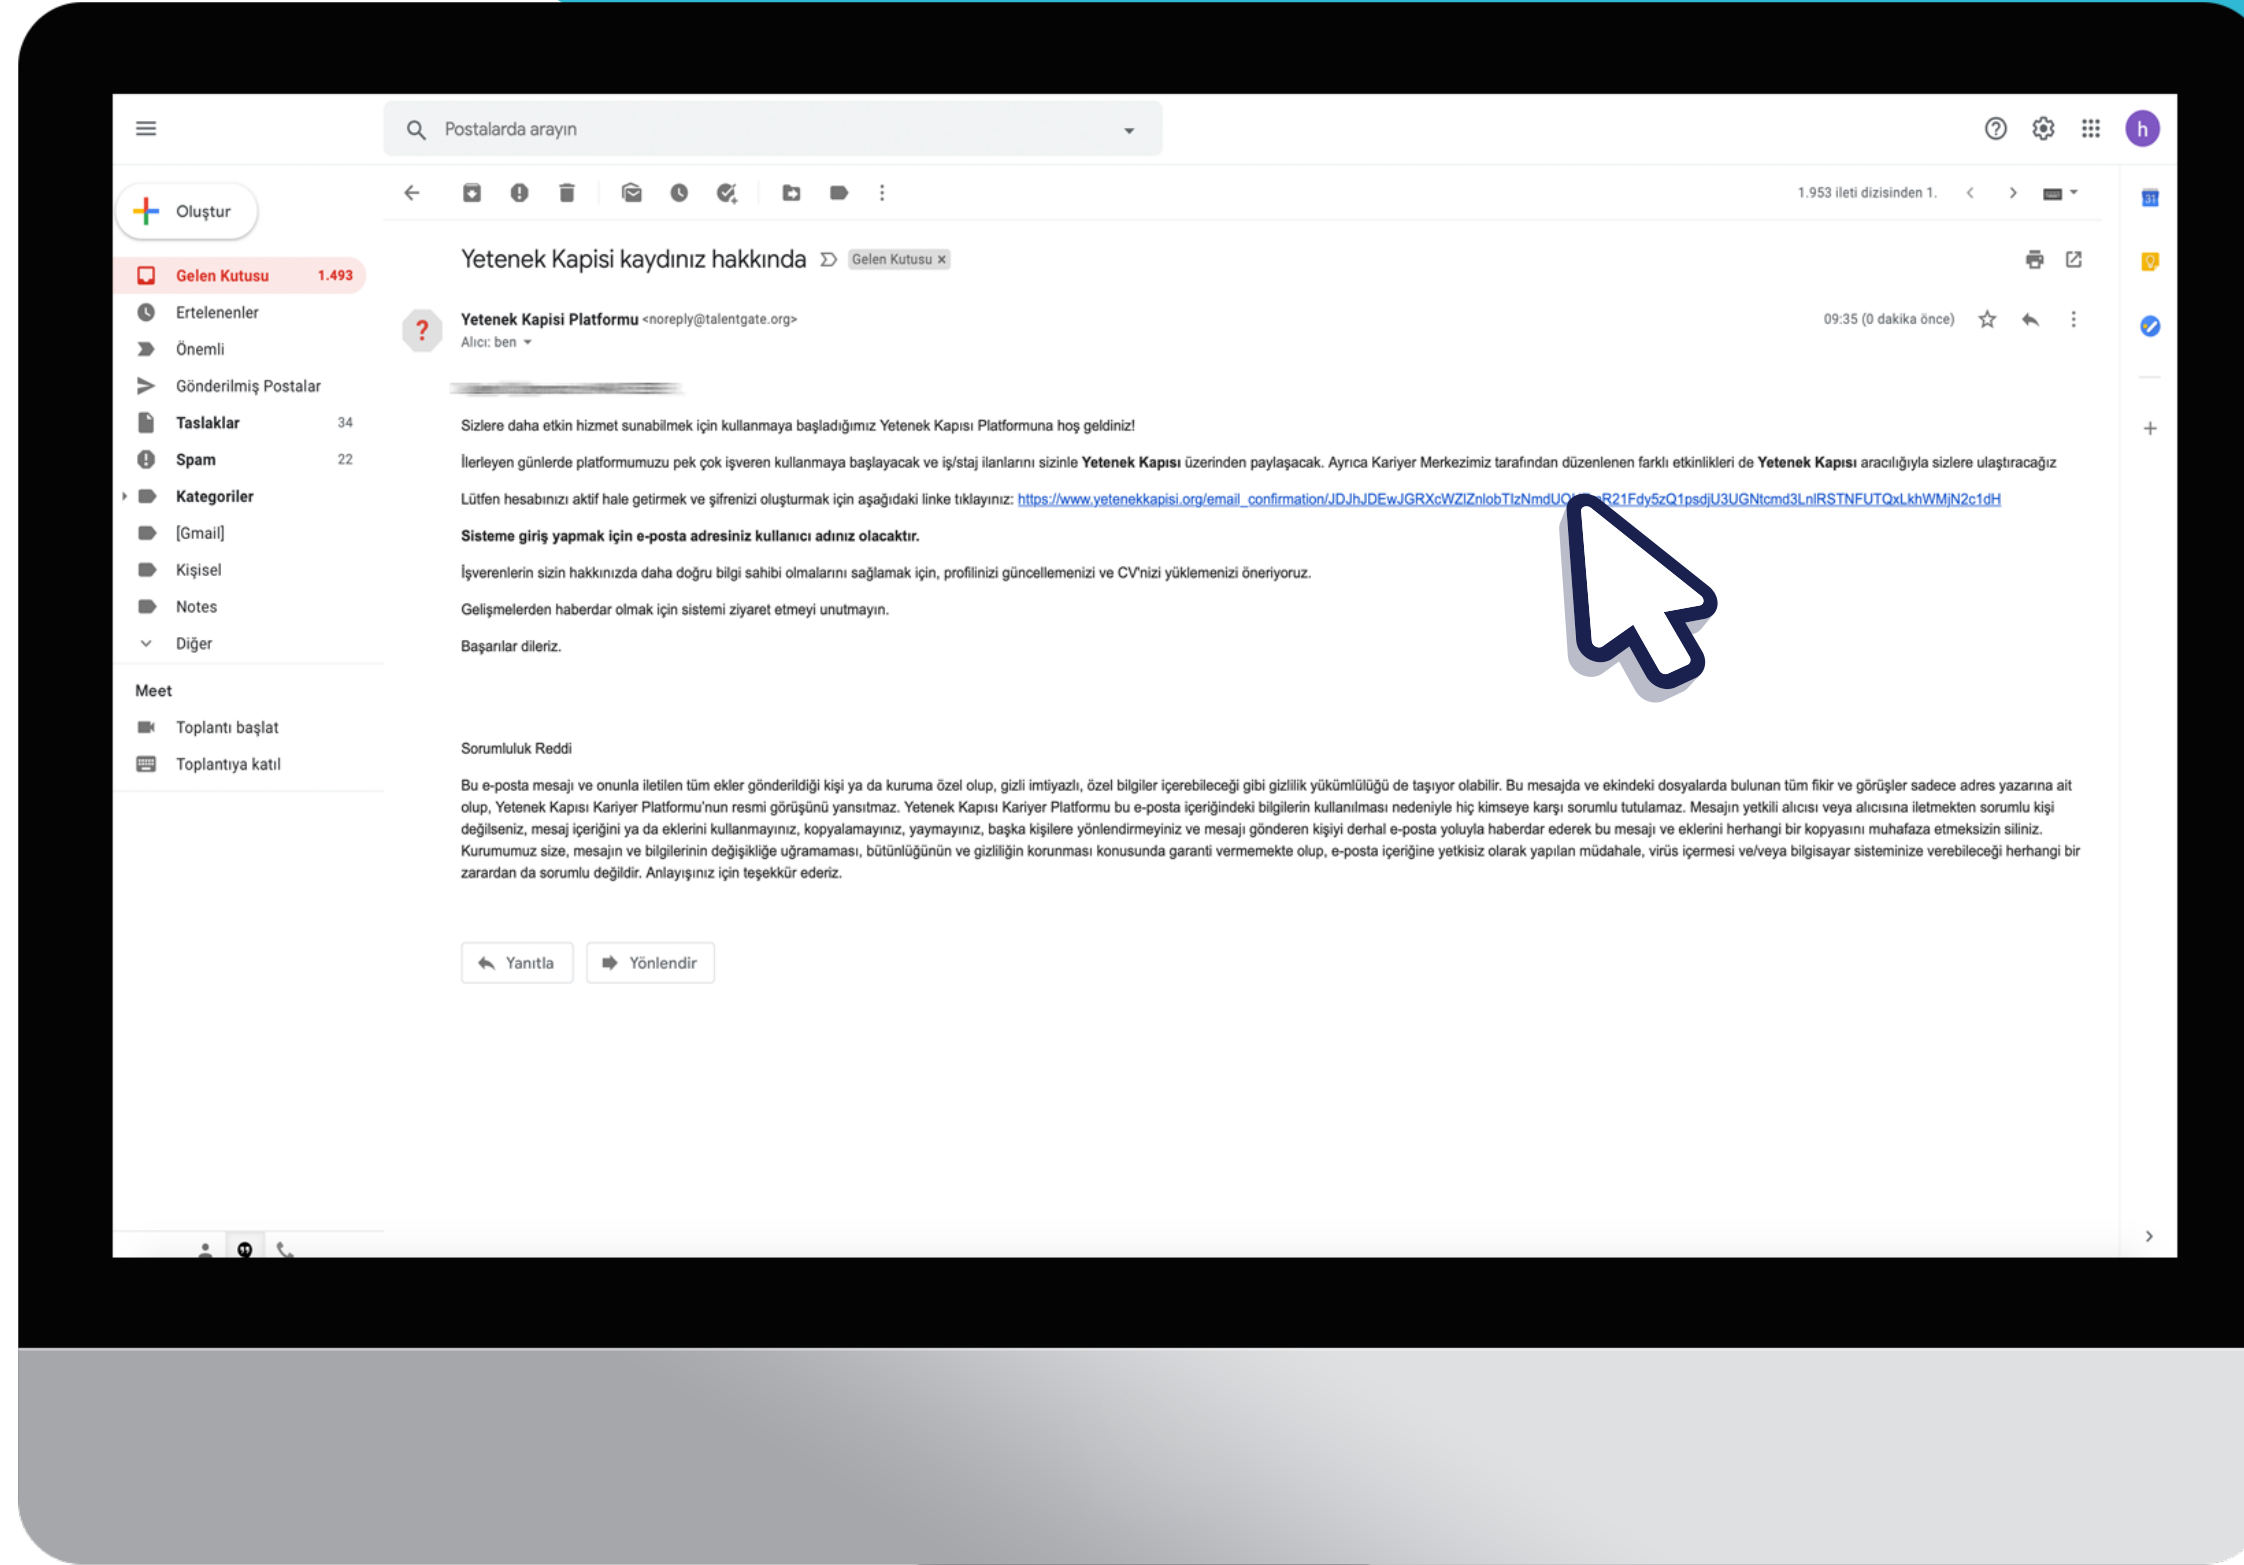 Postalarda arayın
h
Oluştur
1.953 ileti dizisinden 1.
31
Yetenek Kapisi kaydınız hakkında Gelen Kutusu x
Gelen Kutusu 1.493
Ertelenenler
Önemli
Gönderilmiş Postalar
Taslaklar 34
Spam 22
Kategoriler
[Gmail]
Kişisel
Notes
Diğer
Meet
Toplantı başlat
Toplantıya katıl
Yetenek Kapisi Platformu <noreply@talentgate.org>
09:35 (0 dakika önce)
Alıcı: ben
Sizlere daha etkin hizmet sunabilmek için kullanmaya başladığımız Yetenek Kapısı Platformuna hoş geldiniz!
İlerleyen günlerde platformumuzu pek çok işveren kullanmaya başlayacak ve iş/staj ilanlarını sizinle Yetenek Kapısı üzerinden paylaşacak. Ayrıca Kariyer Merkezimiz tarafından düzenlenen farklı etkinlikleri de Yetenek Kapısı aracılığıyla sizlere ulaştıracağız
Lütfen hesabınızı aktif hale getirmek ve şifrenizi oluşturmak için aşağıdaki linke tıklayınız:
Sisteme giriş yapmak için e-posta adresiniz kullanıcı adınız olacaktır.
İşverenlerin sizin hakkınızda daha doğru bilgi sahibi olmalarını sağlamak için, profilinizi güncellemenizi ve CV'nizi yüklemenizi öneriyoruz.
Gelişmelerden haberdar olmak için sistemi ziyaret etmeyi unutmayın.
Başarılar dileriz.
Sorumluluk Reddi
Bu e-posta mesajı ve onunla iletilen tüm ekler gönderildiği kişi ya da kuruma özel olup, gizli imtiyazlı, özel bilgiler içerebileceği gibi gizlilik yükümlülüğü de taşıyor olabilir. Bu mesajda ve ekindeki dosyalarda bulunan tüm fikir ve görüşler sadece adres yazarına ait
olup, Yetenek Kapısı Kariyer Platformu'nun resmi görüşünü yansıtmaz. Yetenek Kapısı Kariyer Platformu bu e-posta içeriğindeki bilgilerin kullanılması nedeniyle hiç kimseye karşı sorumlu tutulamaz. Mesajın yetkili alıcısı veya alıcısına iletmekten sorumlu kişi
değilseniz, mesaj içeriğini ya da eklerini kullanmayınız, kopyalamayınız, yaymayınız, başka kişilere yönlendirmeyiniz ve mesajı gönderen kişiyi derhal e-posta yoluyla haberdar ederek bu mesajı ve eklerini herhangi bir kopyasını muhafaza etmeksizin siliniz.
Kurumumuz size, mesajın ve bilgilerinin değişikliğe uğramaması, bütünlüğünün ve gizliliğin korunması konusunda garanti vermemekte olup, e-posta içeriğine yetkisiz olarak yapılan müdahale, virüs içermesi ve/veya bilgisayar sisteminize verebileceği herhangi bir
zarardan da sorumlu değildir. Anlayışınız için teşekkür ederiz.
Yanıtla
Yönlendir